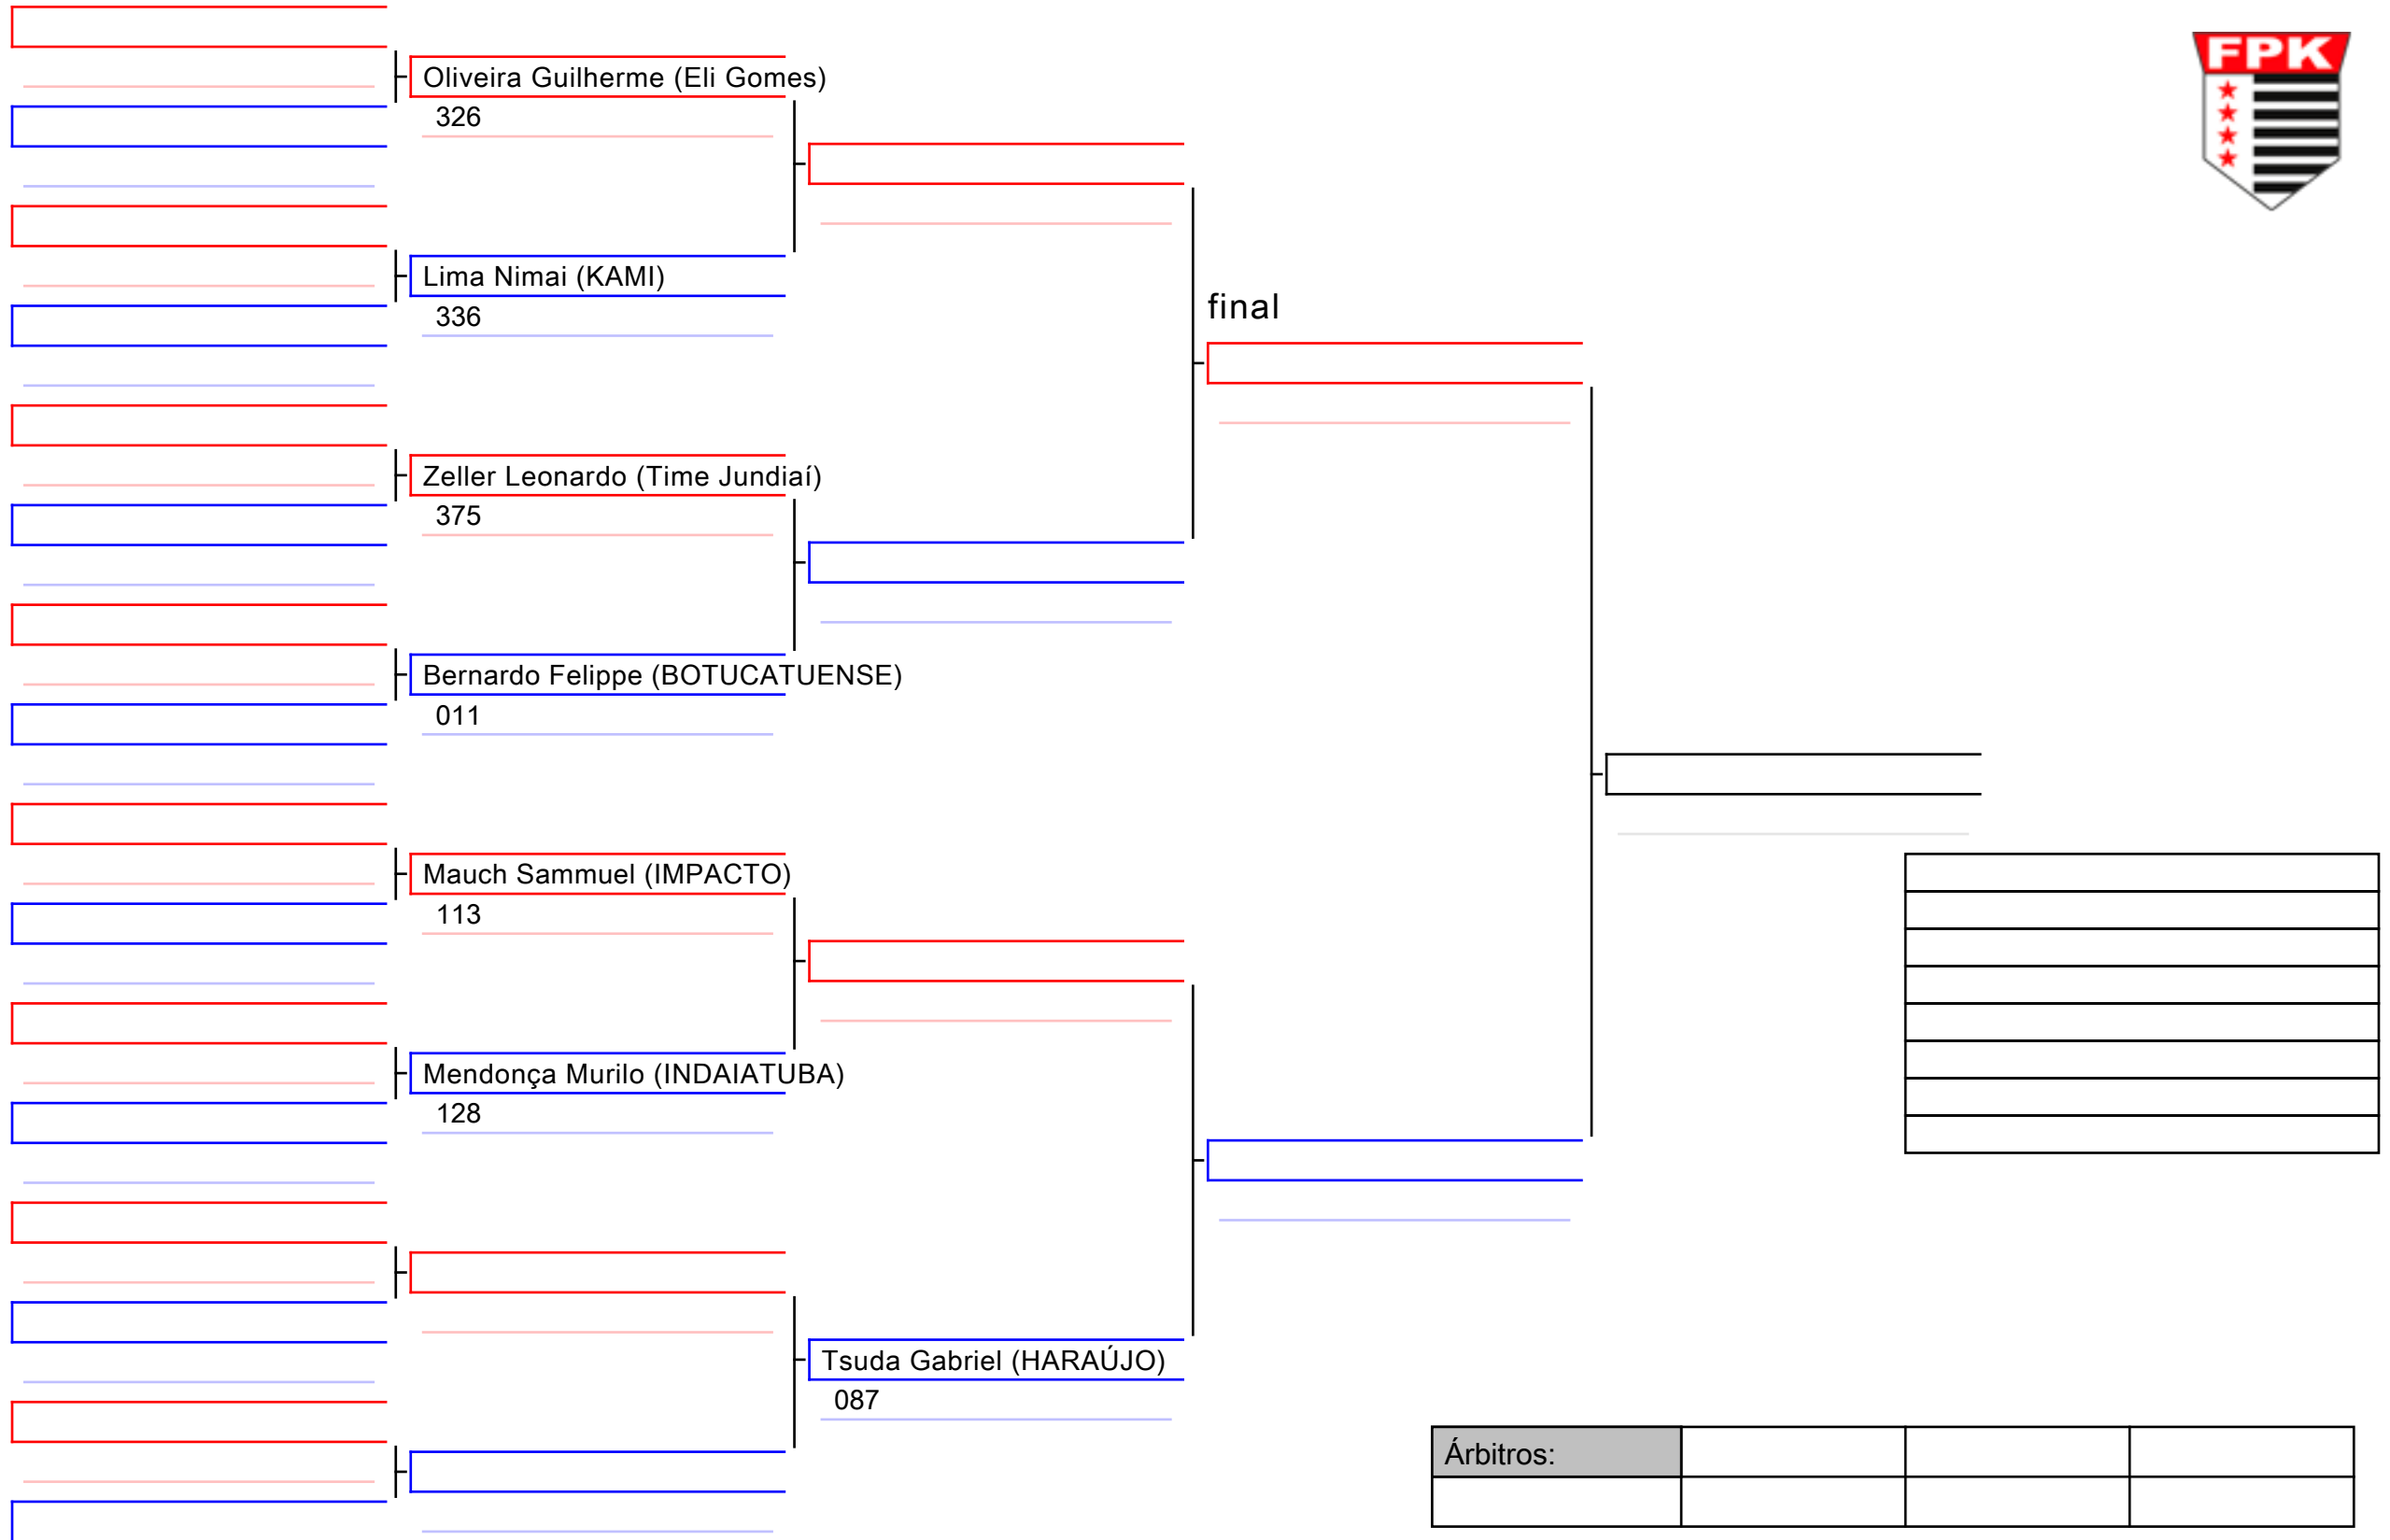 FPK
Oliveira Guilherme (Eli Gomes)
326
Lima Nimai (KAMI)
336
final
Zeller Leonardo (Time Jundiaí)
375
Bernardo Felippe (BOTUCATUENSE)
011
Mauch Sammuel (IMPACTO)
113
Mendonça Murilo (INDAIATUBA)
128
Tsuda Gabriel (HARAÚJO)
087
Árbitros: